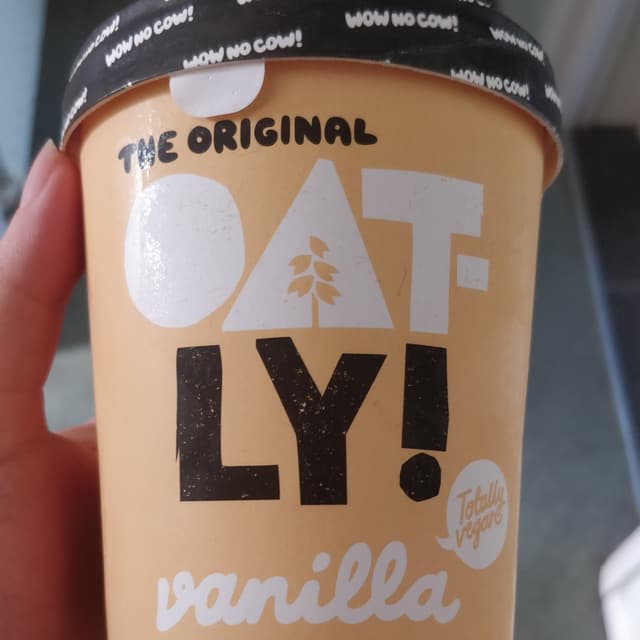 WOW NO COW!
WOW NO COW!
WOW NO COW!
WOW NO COW!
WOW NO COW!
THE ORIGINAL
OAT-
LY!
Totally
vegan
vanilla